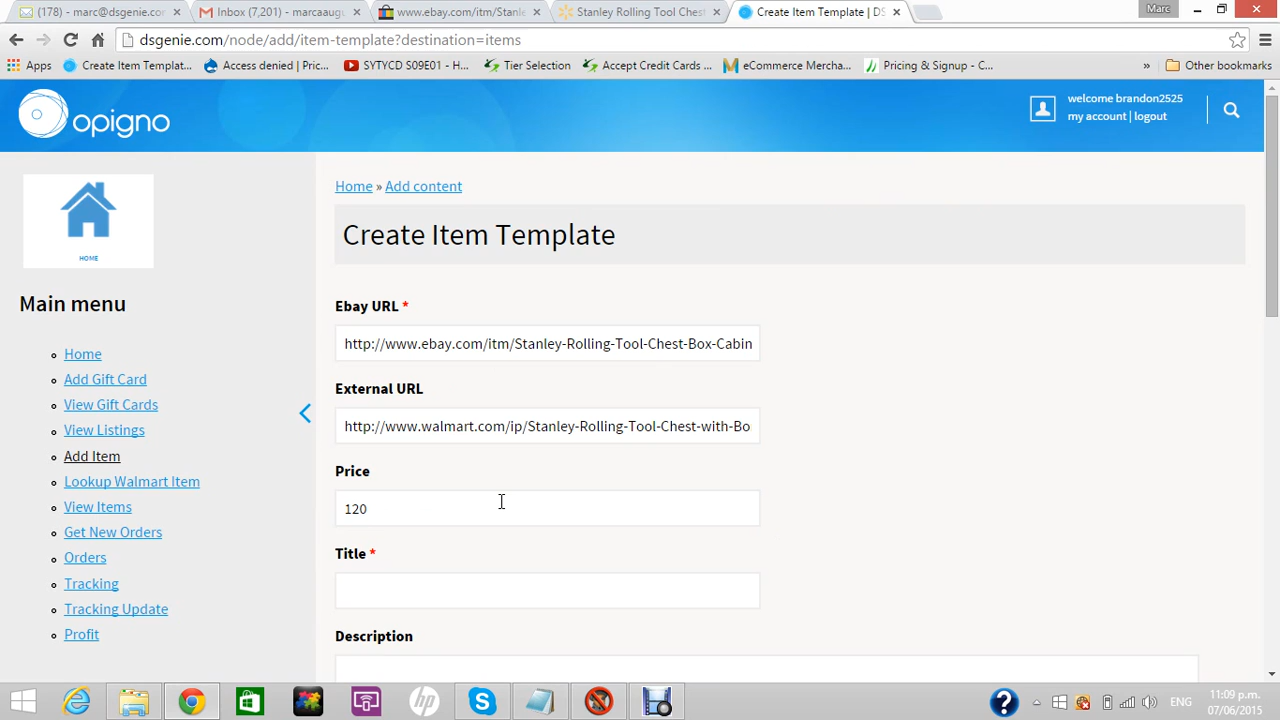 (178) - marc@dsgenie.co
Inbox (7,201) - marcaaug
www.ebay.com/itm/Stanle
Stanley Rolling Tool Chest
Create Item Template | DS
Marc
dsgenie.com/node/add/item-template?destination=items
Apps
Create Item Templat...
Access denied | Pric...
SYTYCD S09E01 - H...
Tier Selection
Accept Credit Cards ...
eCommerce Mercha...
Pricing & Signup - C...
»
Other bookmarks
opigno
welcome brandon2525
my account | logout
HOME
Main menu
Home
Add Gift Card
View Gift Cards
View Listings
Add Item
Lookup Walmart Item
View Items
Get New Orders
Orders
Tracking
Tracking Update
Profit
Home » Add content
Create Item Template
Ebay URL *
http://www.ebay.com/itm/Stanley-Rolling-Tool-Chest-Box-Cabin
External URL
http://www.walmart.com/ip/Stanley-Rolling-Tool-Chest-with-Bo
Price
120
Title *
Description
hp
ENG
11:09 p.m.
07/06/2015